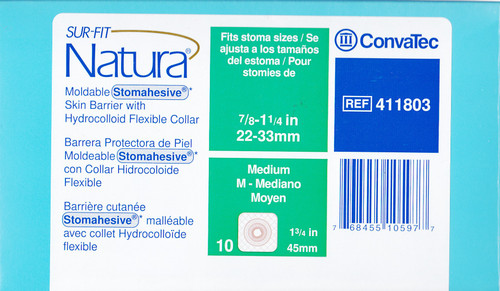 SUR-FIT
Natura®
Moldable Stomahesive®*
Skin Barrier with
Hydrocolloid Flexible Collar
Barrera Protectora de Piel
Moldeable Stomahesive®*
con Collar Hidrocoloide
Flexible
Barrière cutanée
Stomahesive®* malléable
avec collet Hydrocolloïde
flexible
Fits stoma sizes / Se
ajusta a los tamaños
del estoma / Pour
stomies de
7/8-1 1/4 in
22-33mm
Medium
M - Mediano
Moyen
10
1 3/4 in
45mm
ConvaTec
REF 411803
7 68455 10597 7